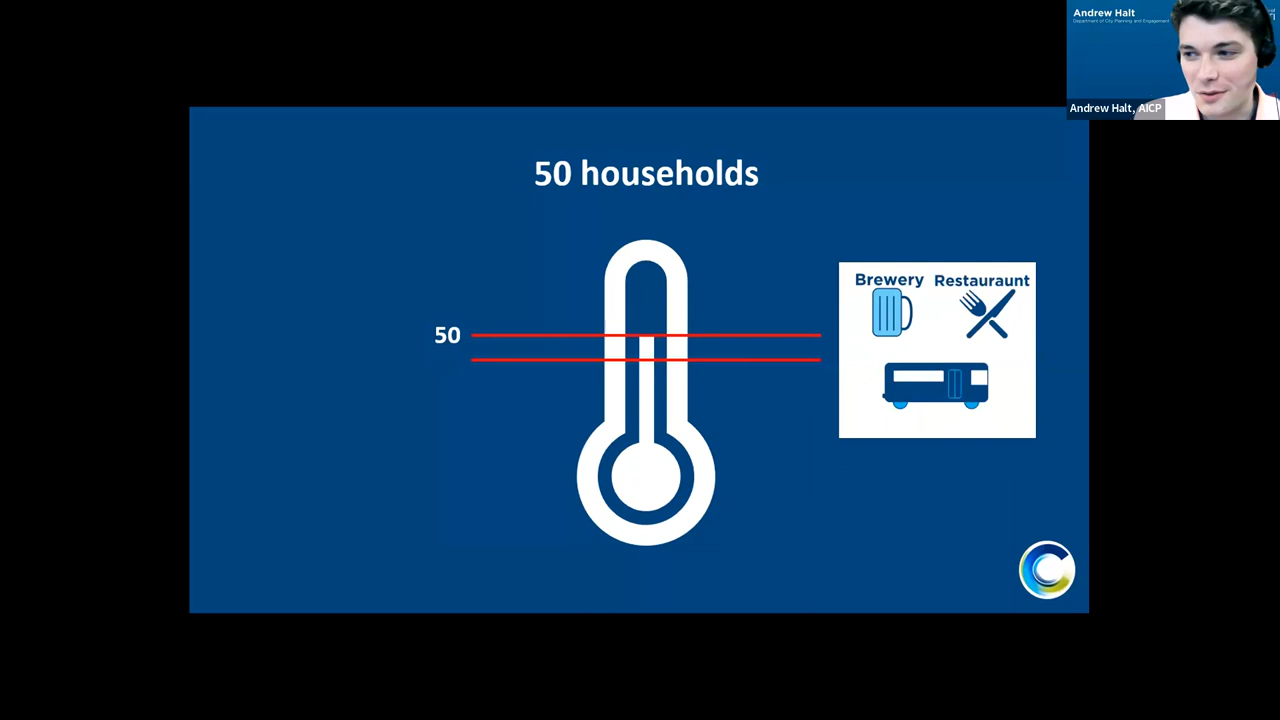 Andrew Halt
Department of City Planning and Engagement
Andrew Halt, AICP
50 households
50
Brewery Restauraunt